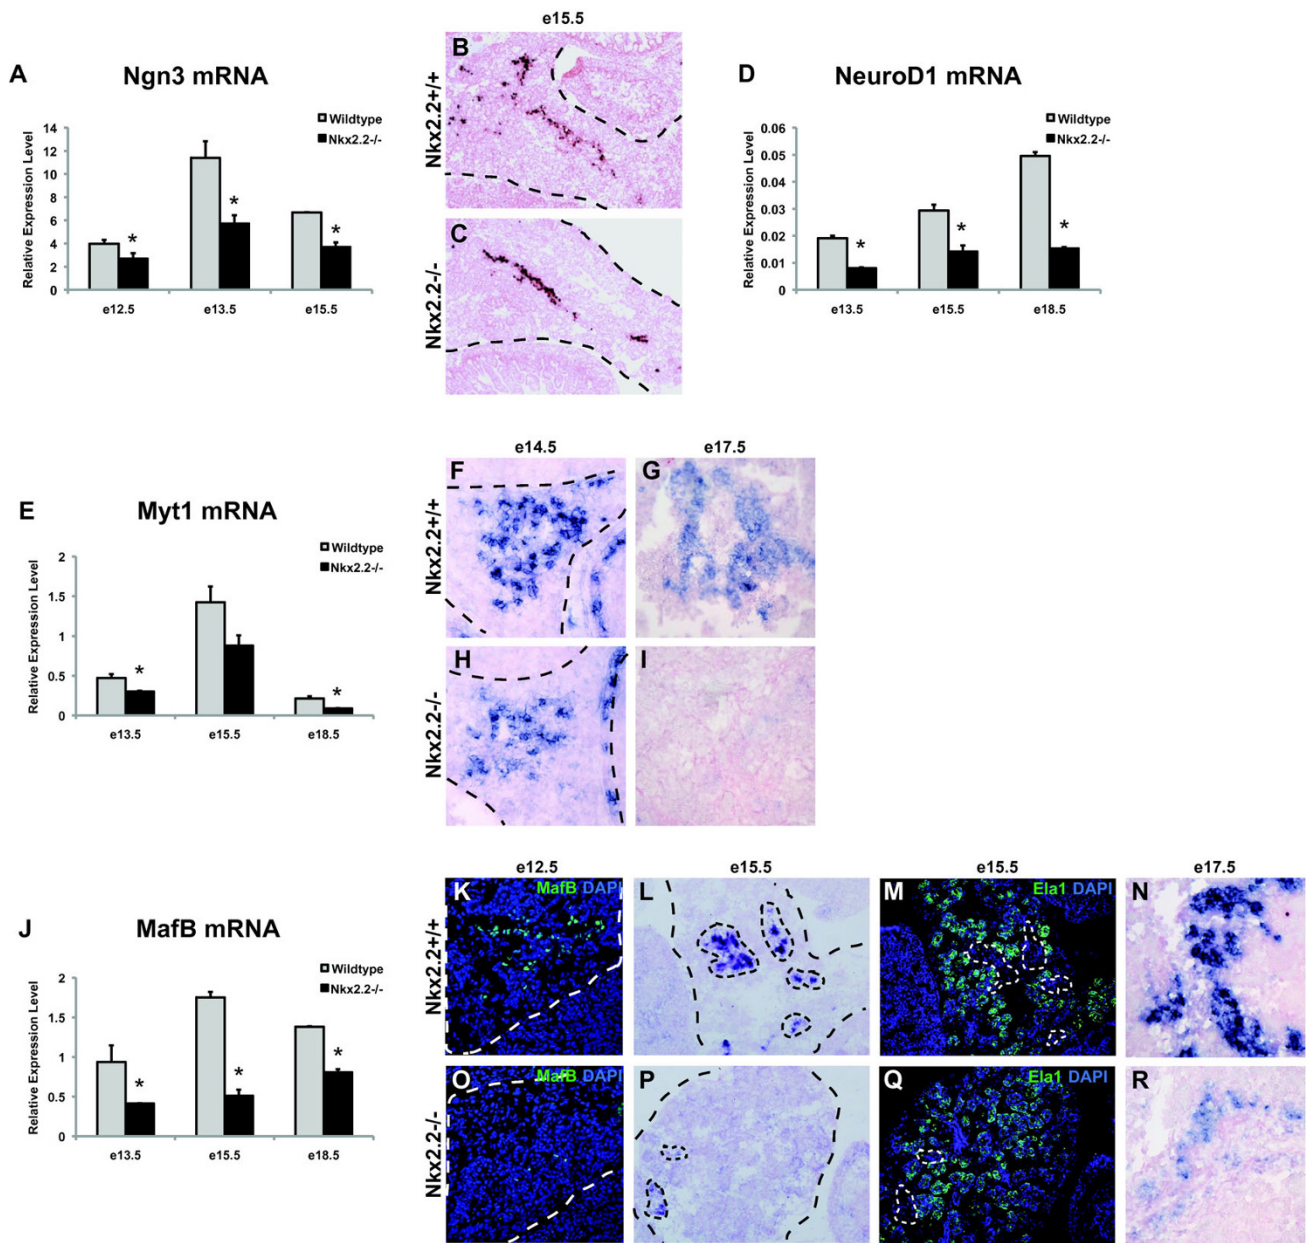 A
Ngn3 mRNA
Wildtype
Nkx2.2-/-
Relative Expression Level
14
12
10
8
6
4
2
0
*
*
*
e12.5
e13.5
e15.5
e15.5
B
Nkx2.2+/+
C
Nkx2.2-/-
D
NeuroD1 mRNA
Wildtype
Nkx2.2-/-
Relative Expression Level
0.06
0.05
0.04
0.03
0.02
0.01
0
*
*
*
e13.5
e15.5
e18.5
E
Myt1 mRNA
Wildtype
Nkx2.2-/-
Relative Expression Level
2
1.5
1
0.5
0
*
*
e13.5
e15.5
e18.5
e14.5
e17.5
Nkx2.2+/+
F
G
Nkx2.2-/-
H
I
J
MafB mRNA
Wildtype
Nkx2.2-/-
Relative Expression Level
2
1.5
1
0.5
0
*
*
*
e13.5
e15.5
e18.5
e12.5
e15.5
e15.5
e17.5
Nkx2.2+/+
K
MafB DAPI
L
M
Ela1 DAPI
N
Nkx2.2-/-
O
MafB DAPI
P
Q
Ela1 DAPI
R